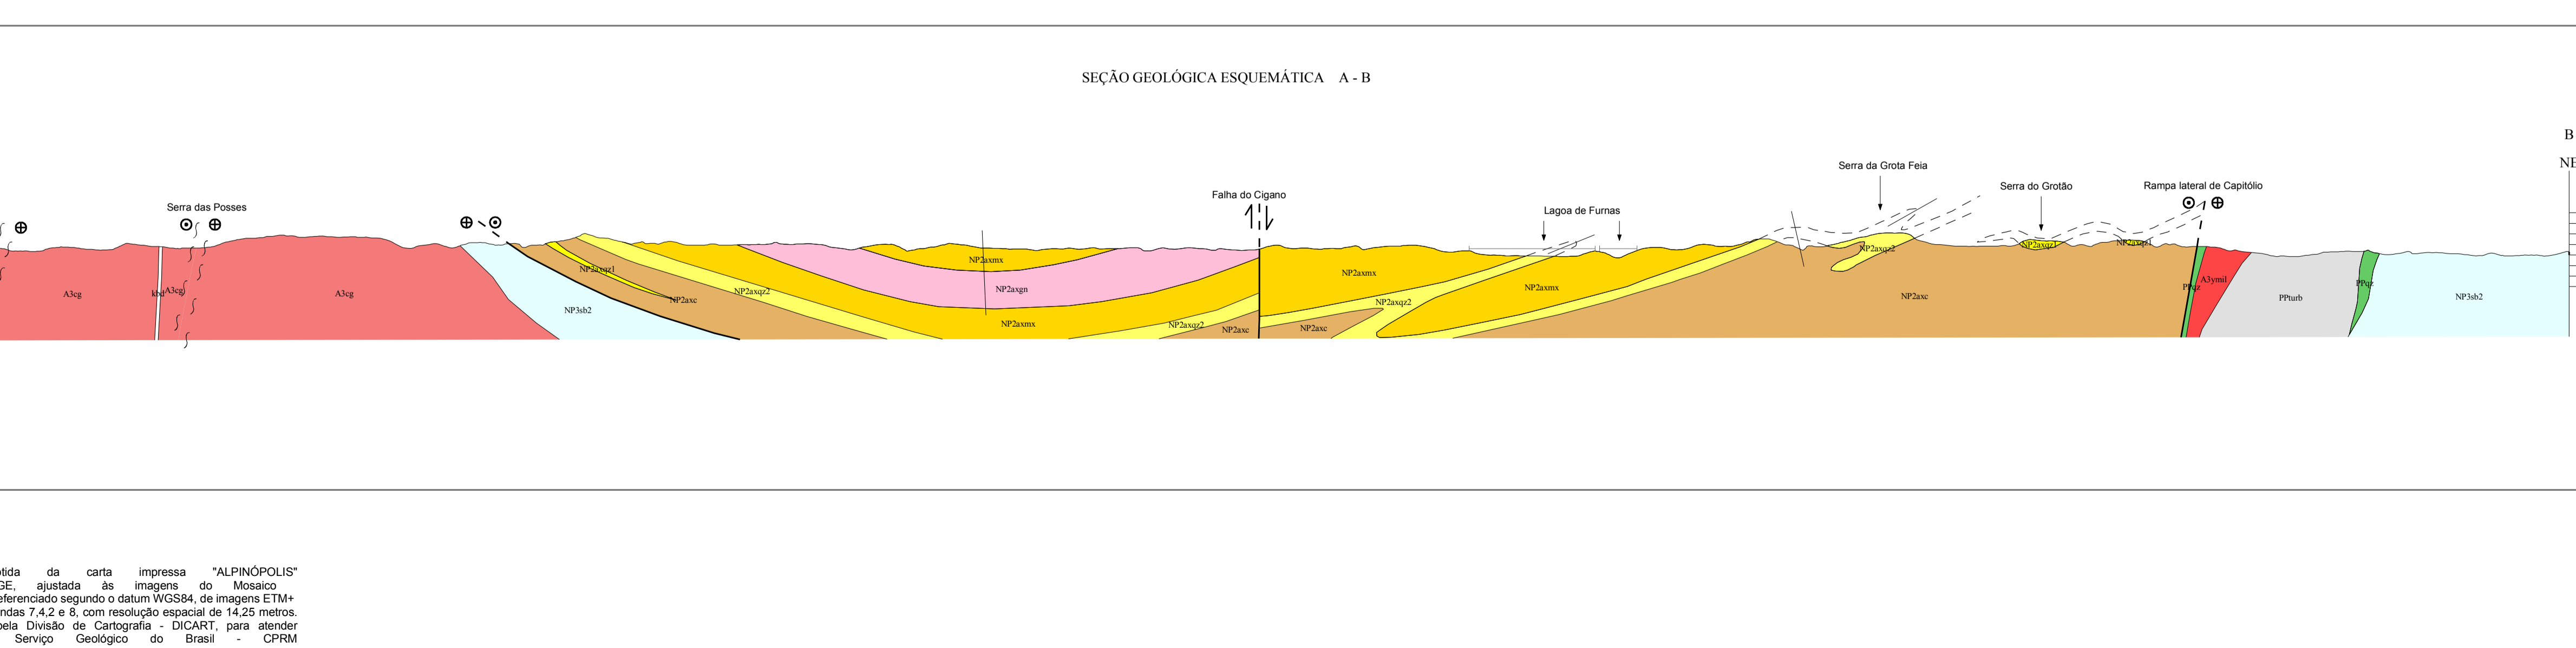 SEÇÃO GEOLÓGICA ESQUEMÁTICA A - B
B
NE
Serra da Grota Feia
Serra do Grotão
Rampa lateral de Capitólio
Falha do Cigano
Serra das Posses
Lagoa de Furnas
NP2axqz2
NP2axqz1
NP2axqz1
NP2axmx
NP2axqz1
NP2axmx
A3ymil
PPqz
PPqz
A3cg
kbd
A3cg
A3cg
NP2axqz2
NP2axgn
NP2axmx
NP2axc
NP2axc
PPturb
NP3sb2
NP2axqz2
NP3sb2
NP2axmx
NP2axqz2
NP2axc
NP2axc
tida da carta impressa "ALPINÓPOLIS"
GE, ajustada às imagens do Mosaico
eferenciado segundo o datum WGS84, de imagens ETM+
ndas 7,4,2 e 8, com resolução espacial de 14,25 metros.
pela Divisão de Cartografia - DICART, para atender
Serviço Geológico do Brasil - CPRM